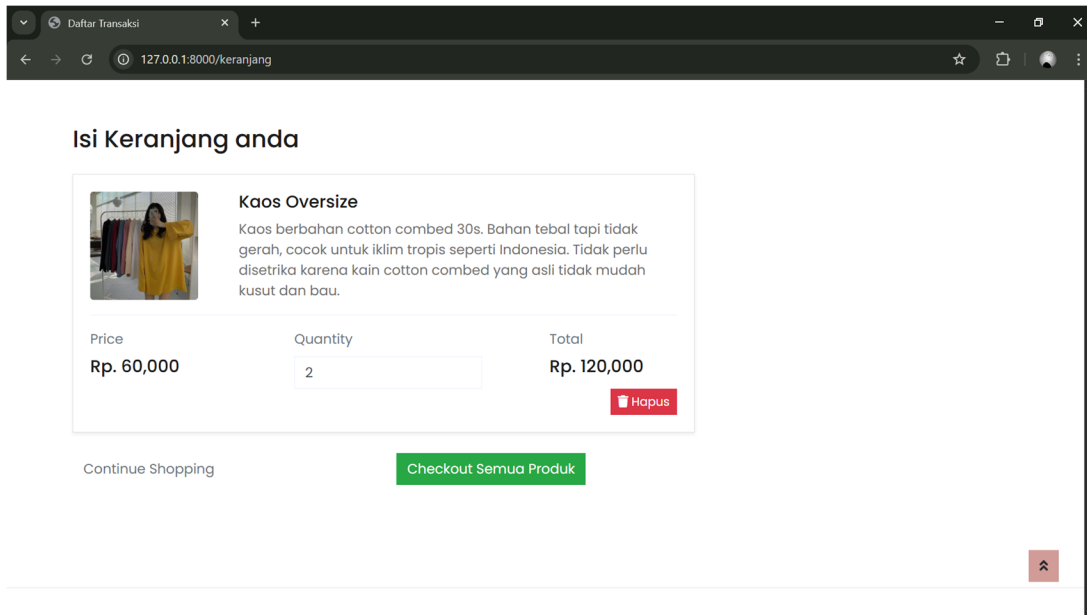 Daftar Transaksi
127.0.0.1:8000/keranjang
Isi Keranjang anda
Kaos Oversize
Kaos berbahan cotton combed 30s. Bahan tebal tapi tidak
gerah, cocok untuk iklim tropis seperti Indonesia. Tidak perlu
disetrika karena kain cotton combed yang asli tidak mudah
kusut dan bau.
Price Quantity Total
Rp. 60,000 2 Rp. 120,000
Hapus
Continue Shopping Checkout Semua Produk